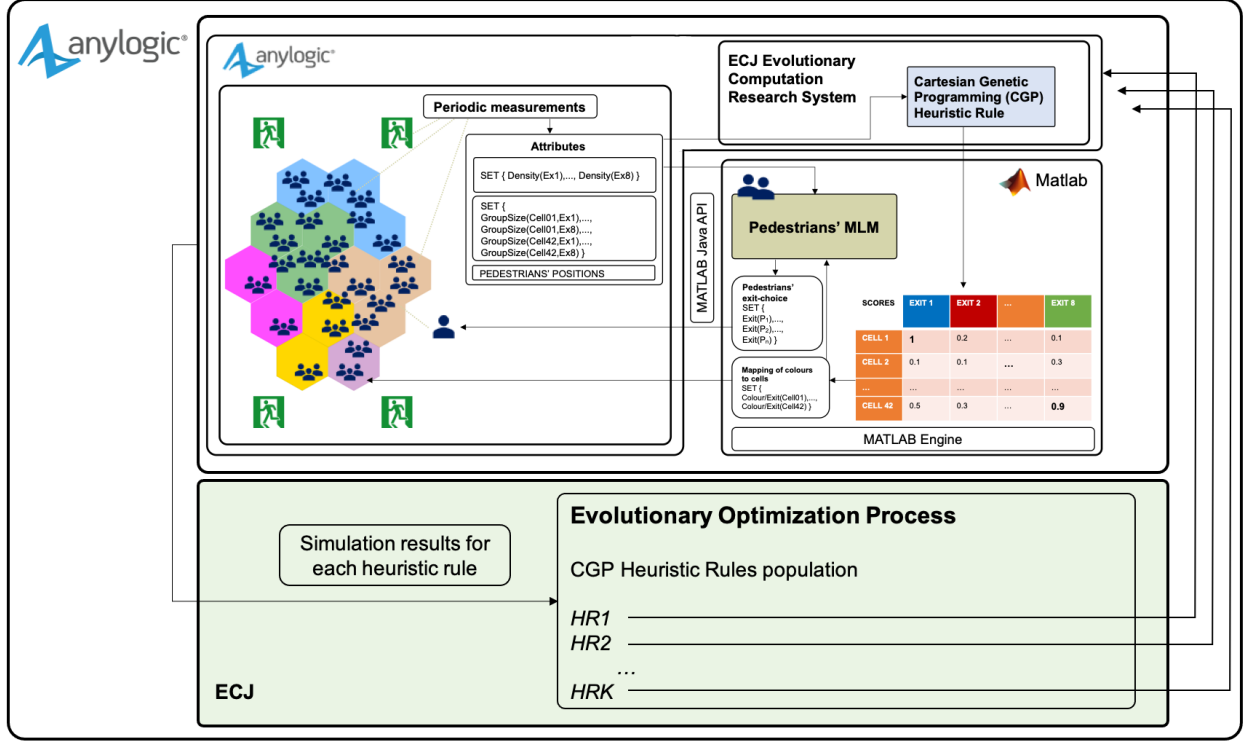 anylogic®
anylogic®
Periodic measurements
Attributes
SET { Density(Ex1),..., Density(Ex8) }
SET {
GroupSize(Cell01,Ex1),...,
GroupSize(Cell01,Ex8),...,
GroupSize(Cell42,Ex1),...,
GroupSize(Cell42,Ex8) }
PEDESTRIANS' POSITIONS
ECJ Evolutionary
Computation
Research System
Cartesian Genetic
Programming (CGP)
Heuristic Rule
MATLAB Java API
Matlab
Pedestrians' MLM
Pedestrians'
exit-choice
SET {
Exit(P₁),...,
Exit(P₂),...,
Exit(Pₙ) }
Mapping of colours
to cells
SET {
Colour/Exit(Cell01),...,
Colour/Exit(Cell42) }
SCORES EXIT 1 EXIT 2 ... EXIT 8
CELL 1 1 0.2 ... 0.1
CELL 2 0.1 0.1 ... 0.3
... ... ... ... ...
CELL 42 0.5 0.3 ... 0.9
MATLAB Engine
Simulation results for
each heuristic rule
ECJ
Evolutionary Optimization Process
CGP Heuristic Rules population
HR1
HR2
...
HRK